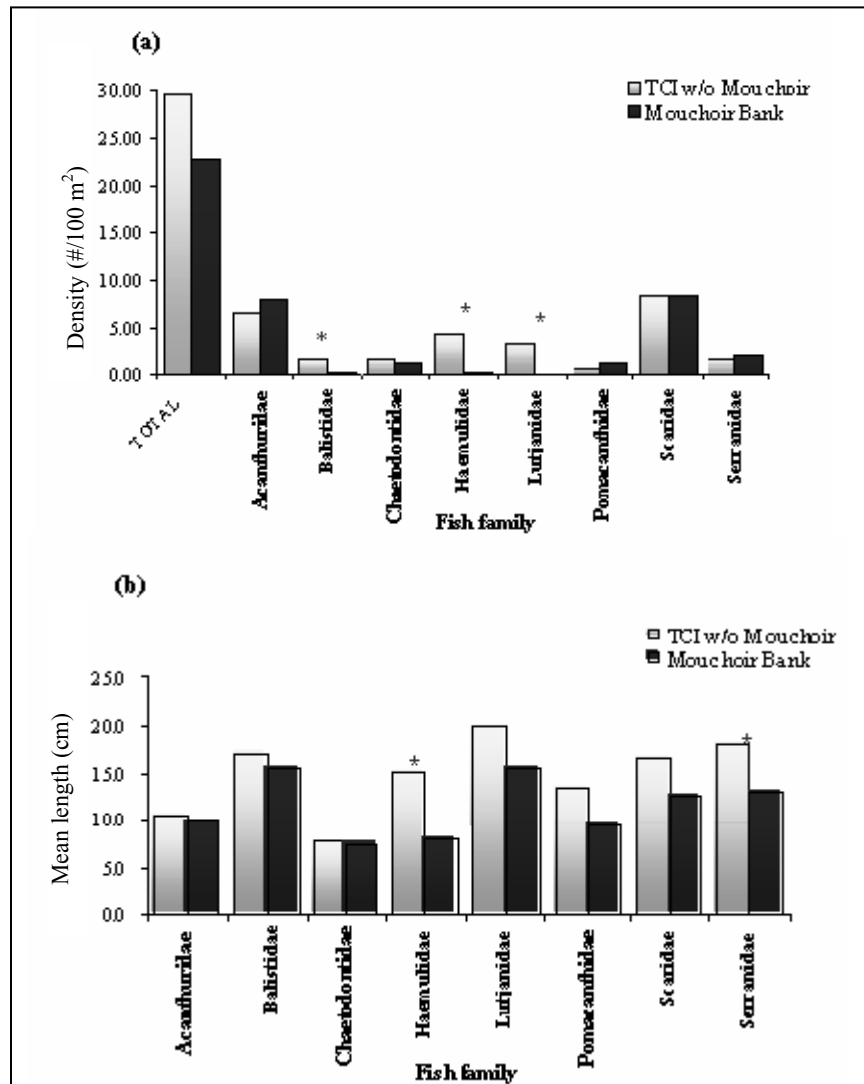 (a)
TCI w/o Mouchoir
Mouchoir Bank
30.00
25.00
20.00
15.00
10.00
5.00
0.00
Density (#/100 m²)
*
*
*
TOTAL
Acanthuridae
Balistidae
Chaetodontidae
Haemulidae
Lutjanidae
Pomacanthidae
Scaridae
Serranidae
Fish family
(b)
TCI w/o Mouchoir
Mouchoir Bank
25.0
20.0
15.0
10.0
5.0
0.0
Mean length (cm)
*
*
Acanthuridae
Balistidae
Chaetodontidae
Haemulidae
Lutjanidae
Pomacanthidae
Scaridae
Serranidae
Fish family